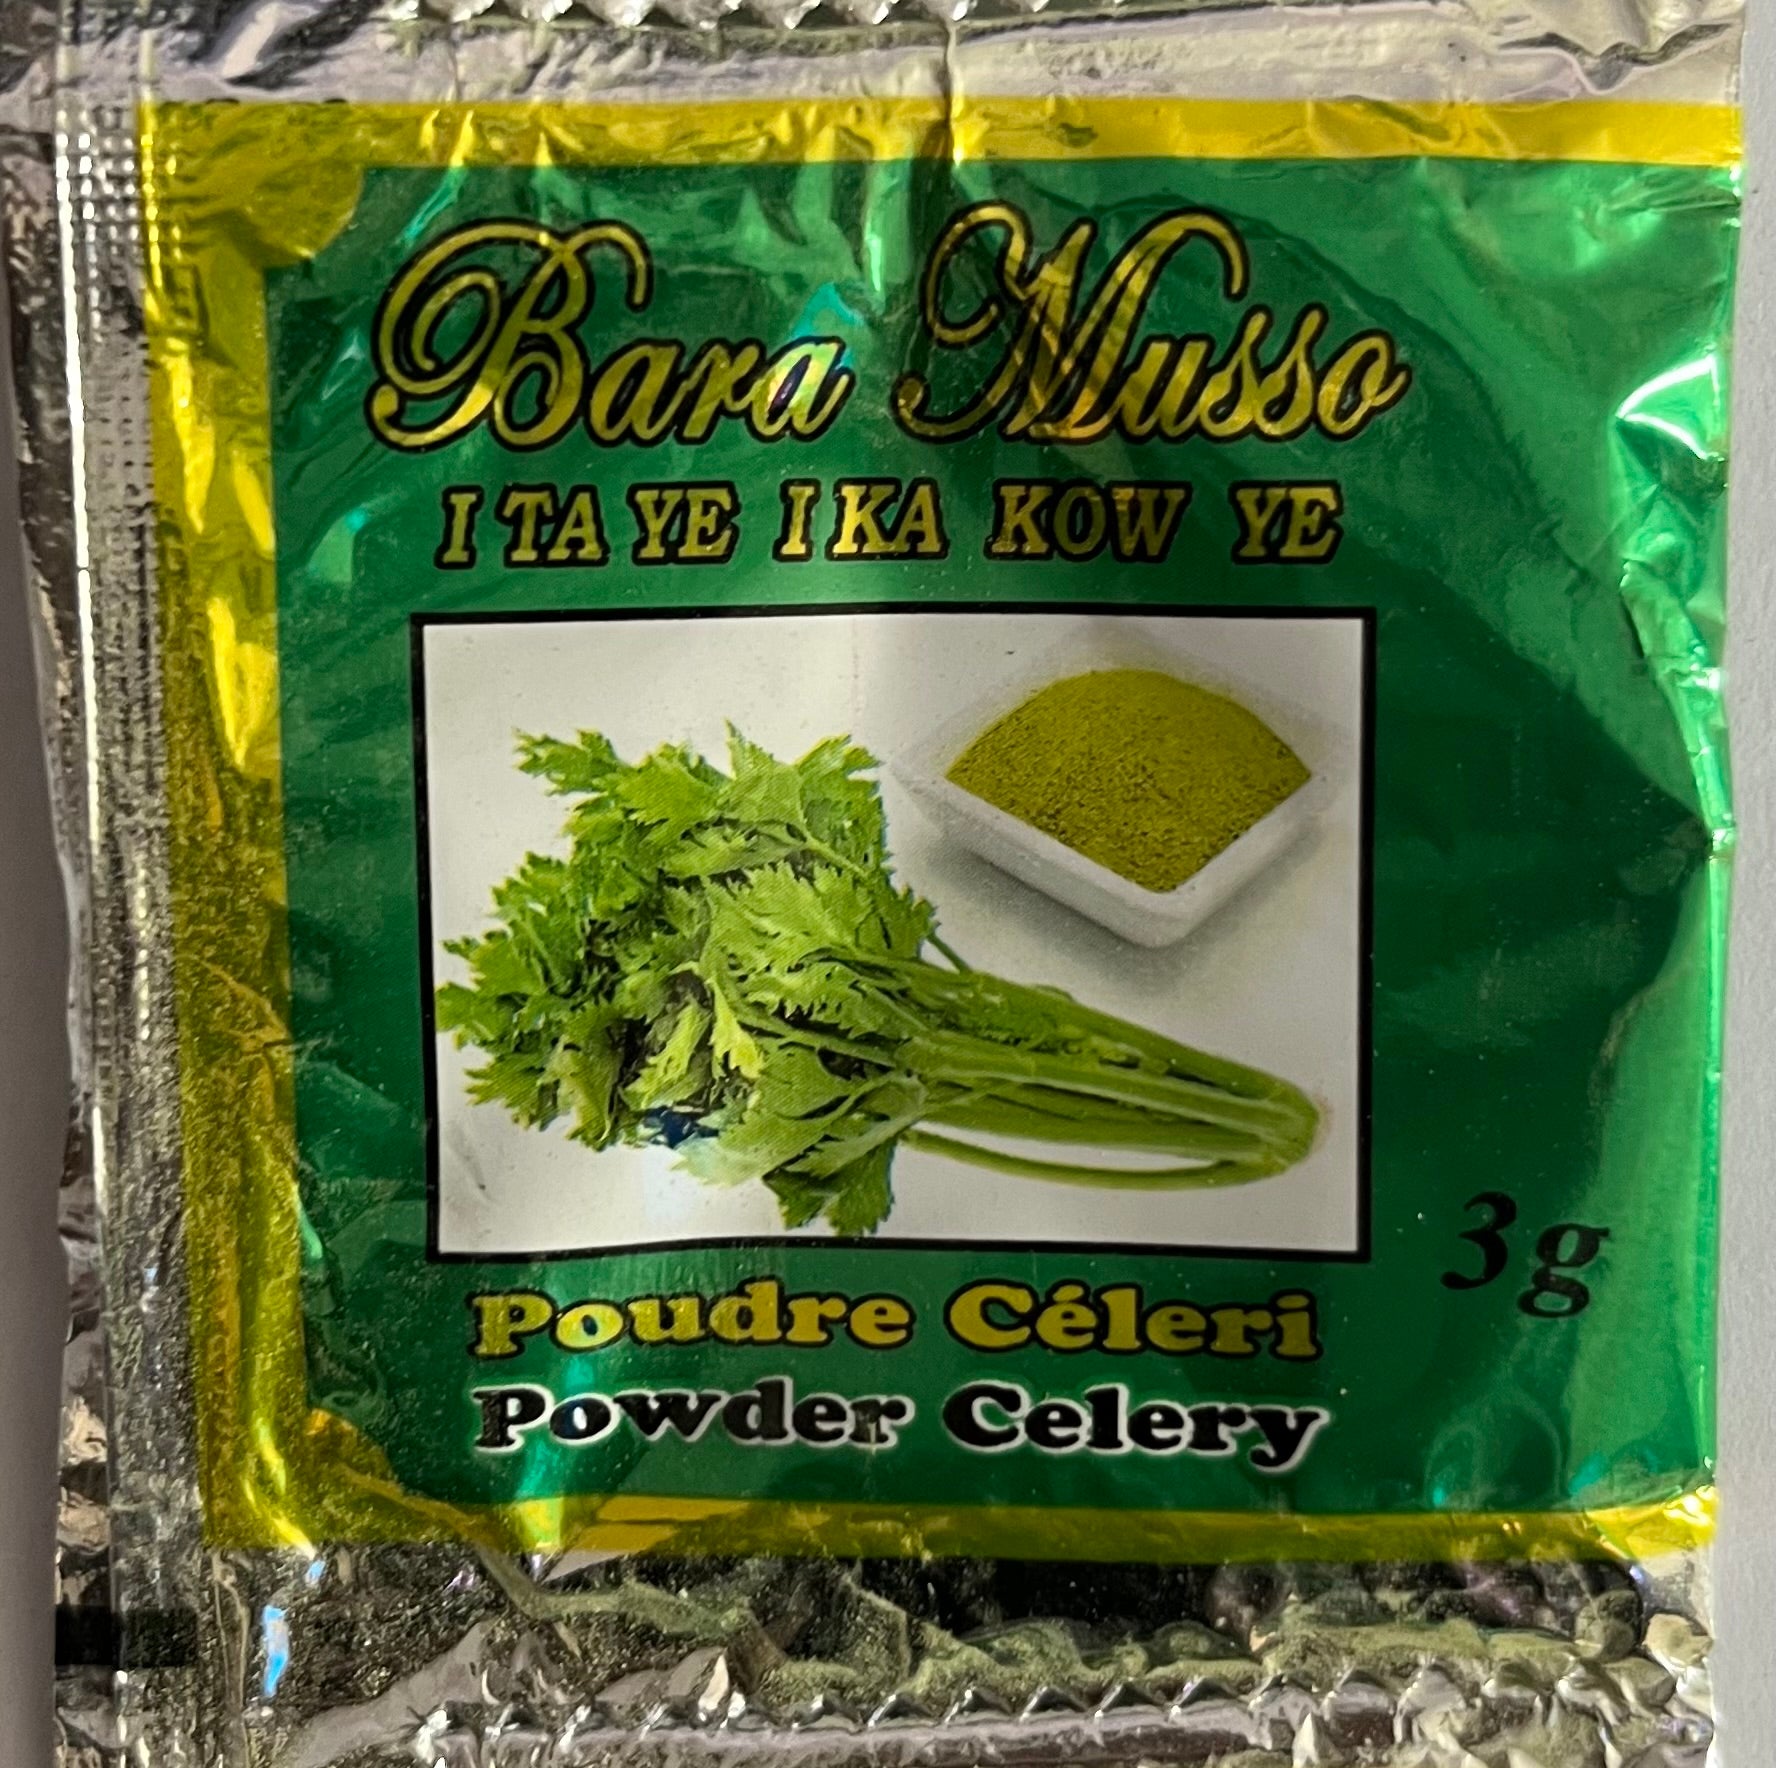 Bara Musso
I TA YE I KA KOW YE
3g
Poudre Céleri
Powder Celery